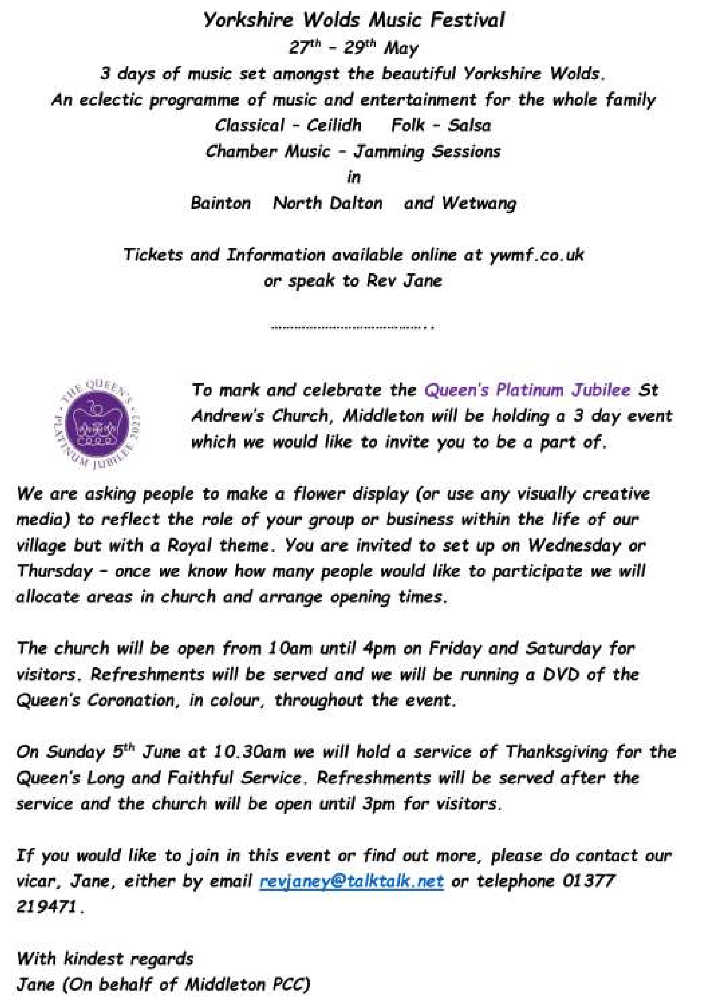 Yorkshire Wolds Music Festival
27th - 29th May
3 days of music set amongst the beautiful Yorkshire Wolds.
An eclectic programme of music and entertainment for the whole family
Classical - Ceilidh Folk - Salsa
Chamber Music - Jamming Sessions
in
Bainton North Dalton and Wetwang
Tickets and Information available online at ywmf.co.uk
or speak to Rev Jane
........................................
THE QUEEN'S · PLATINUM JUBILEE 2022 ·
To mark and celebrate the Queen's Platinum Jubilee St
Andrew's Church, Middleton will be holding a 3 day event
which we would like to invite you to be a part of.
We are asking people to make a flower display (or use any visually creative
media) to reflect the role of your group or business within the life of our
village but with a Royal theme. You are invited to set up on Wednesday or
Thursday - once we know how many people would like to participate we will
allocate areas in church and arrange opening times.
The church will be open from 10am until 4pm on Friday and Saturday for
visitors. Refreshments will be served and we will be running a DVD of the
Queen's Coronation, in colour, throughout the event.
On Sunday 5th June at 10.30am we will hold a service of Thanksgiving for the
Queen's Long and Faithful Service. Refreshments will be served after the
service and the church will be open until 3pm for visitors.
If you would like to join in this event or find out more, please do contact our
vicar, Jane, either by email revjaney@talktalk.net or telephone 01377
219471.
With kindest regards
Jane (On behalf of Middleton PCC)